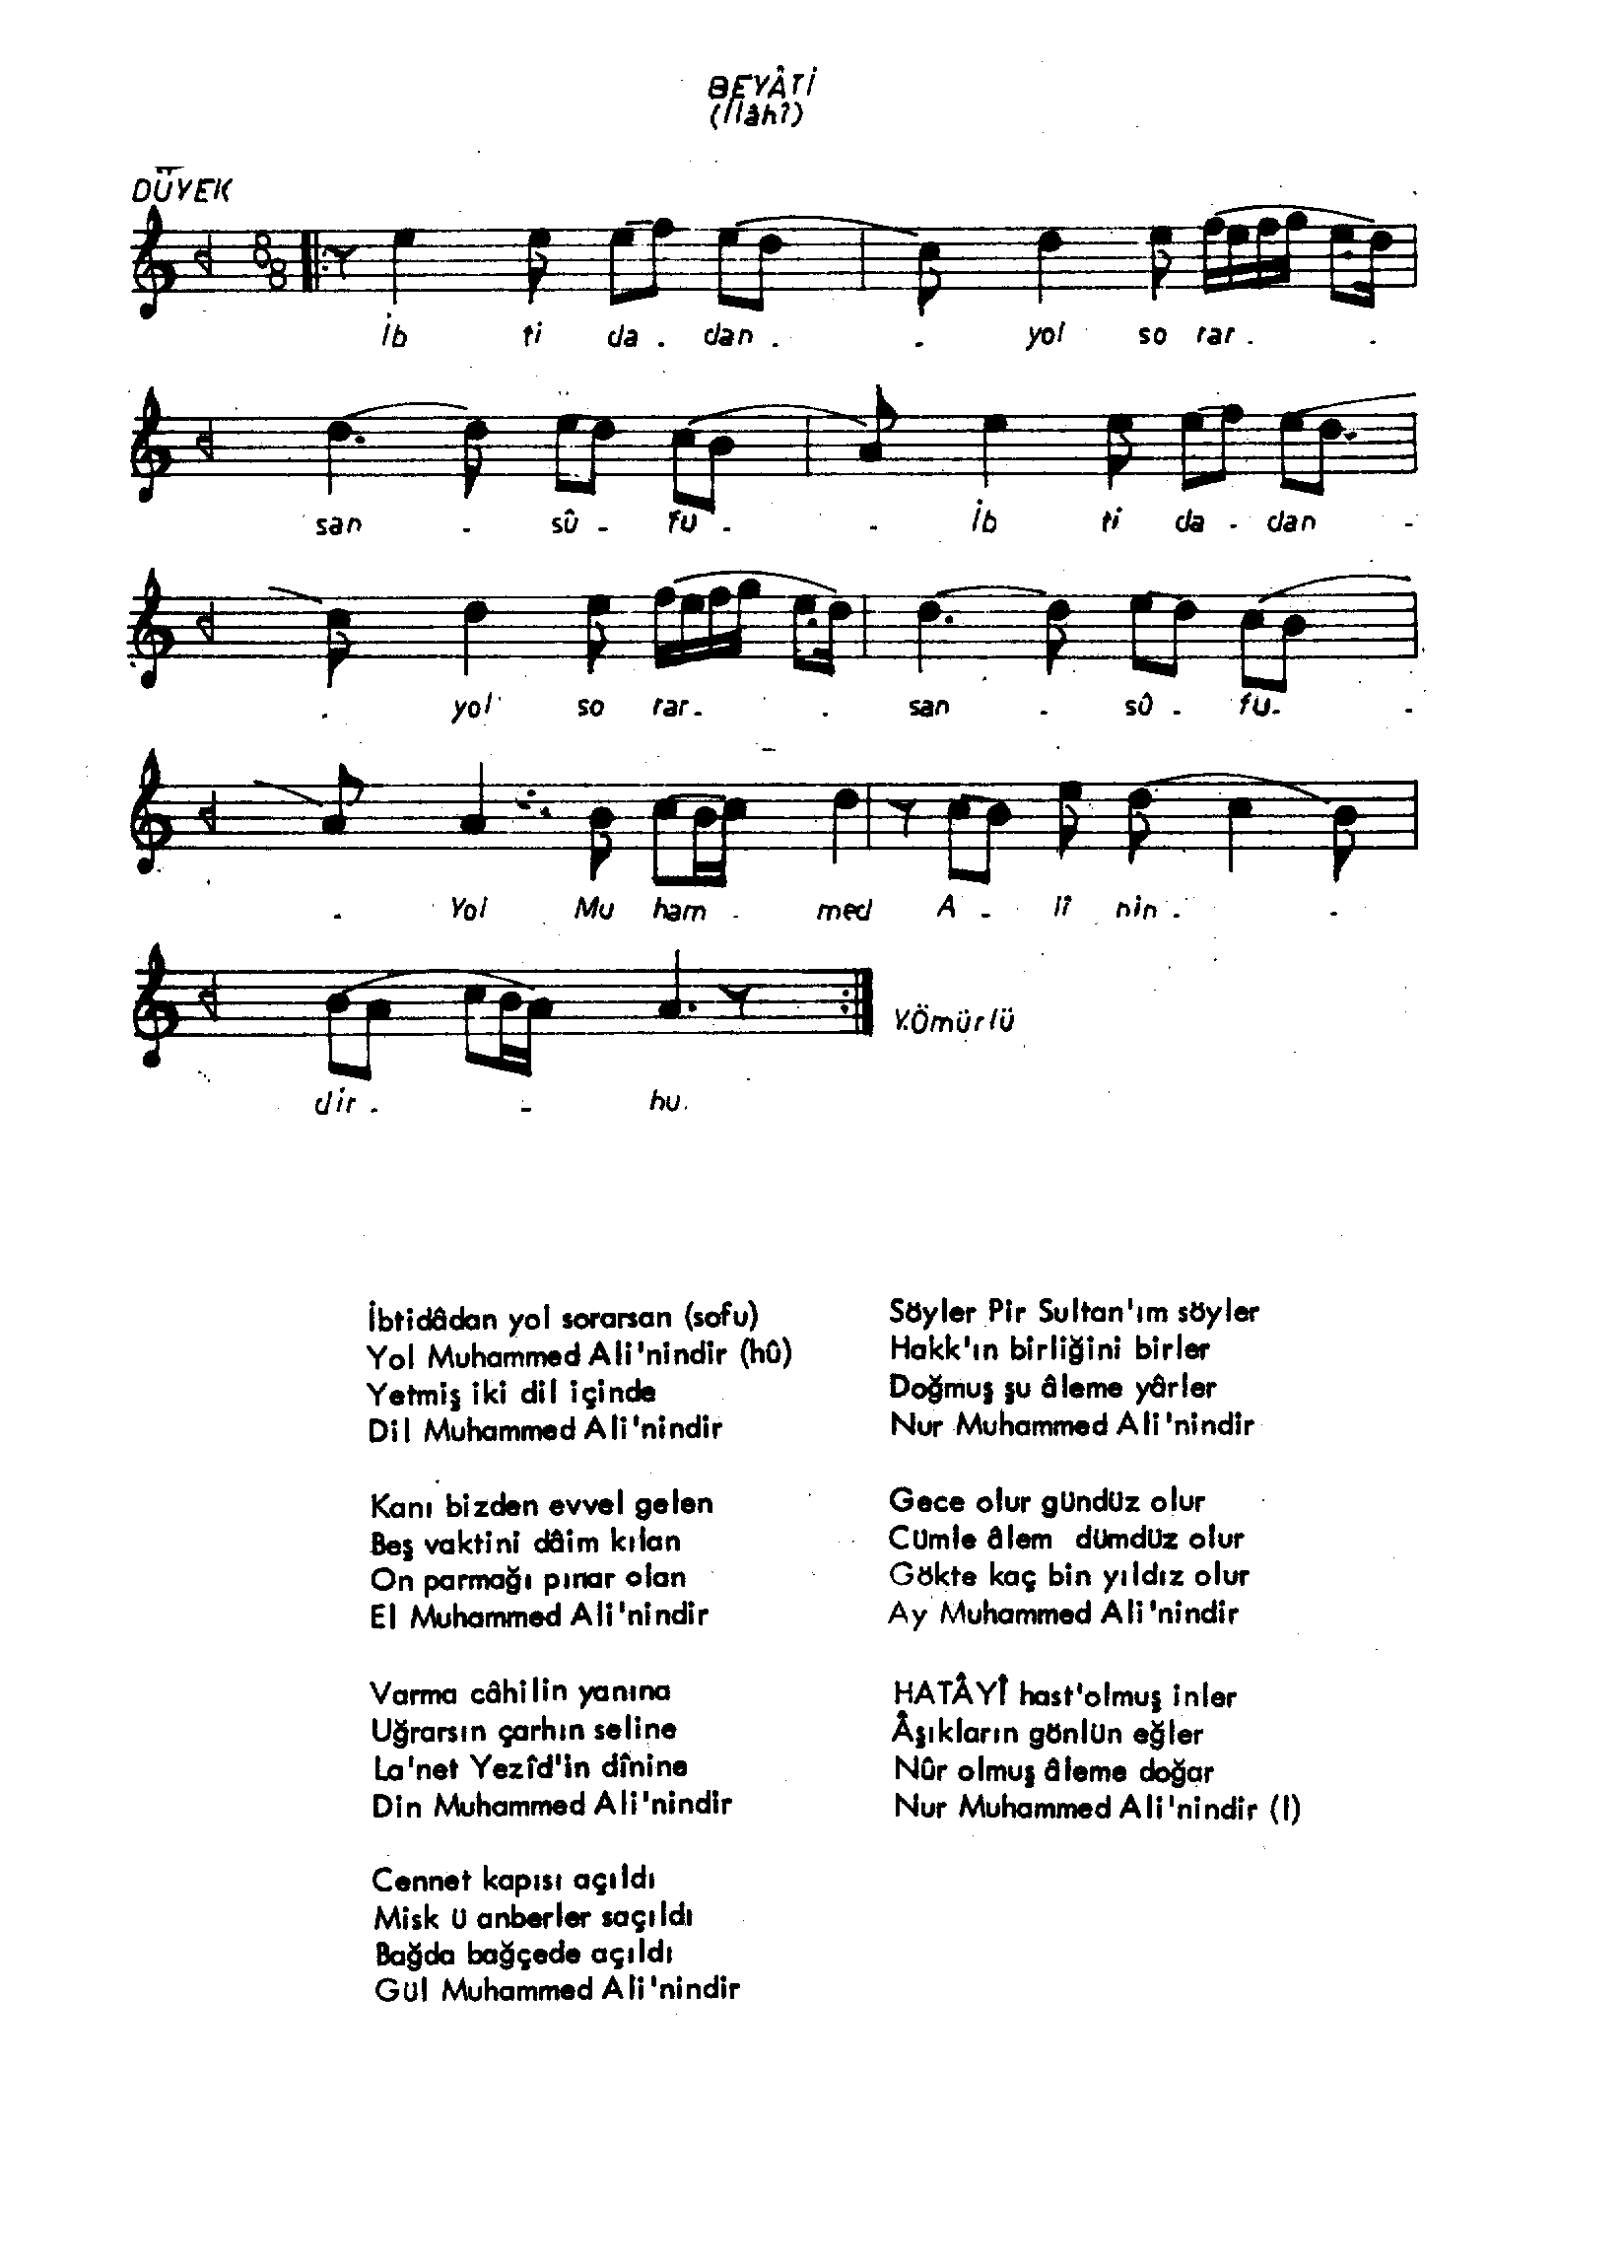 BEYÂTİ
(İlâhî)
DÜYEK
8
8
İb ti da . dan . . yol so rar . .
san . sû . fu . . İb ti da . dan .
. yol so rar . . san . sû . fu . .
. Yol Mu ham . med A . lî nin . .
V.Ömürlü
dir . . hu.
İbtidâdan yol sorarsan (sofu)
Yol Muhammed Ali'nindir (hû)
Yetmiş iki dil içinde
Dil Muhammed Ali'nindir
Kanı bizden evvel gelen
Beş vaktini dâim kılan
On parmağı pınar olan
El Muhammed Ali'nindir
Varma câhilin yanına
Uğrarsın çarhın seline
La'net Yezîd'in dînine
Din Muhammed Ali'nindir
Cennet kapısı açıldı
Misk ü anberler saçıldı
Bağda bağçede açıldı
Gül Muhammed Ali'nindir
Söyler Pir Sultan'ım söyler
Hakk'ın birliğini birler
Doğmuş şu âleme yârler
Nur Muhammed Ali'nindir
Gece olur gündüz olur
Cümle âlem dümdüz olur
Gökte kaç bin yıldız olur
Ay Muhammed Ali'nindir
HATÂYÎ hast'olmuş inler
Âşıkların gönlün eğler
Nûr olmuş âleme doğar
Nur Muhammed Ali'nindir (I)